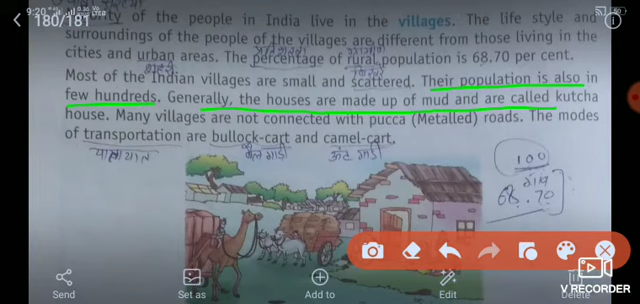 9:20
180/181
of the people in India live in the villages. The life style and
surroundings of the people of the villages are different from those living in the
cities and urban areas. The percentage of rural population is 68.70 per cent.
Most of the Indian villages are small and scattered. Their population is also in
few hundreds. Generally, the houses are made up of mud and are called kutcha
house. Many villages are not connected with pucca (Metalled) roads. The modes
of transportation are bullock-cart and camel-cart.
यातायात बैल गाडी ऊंट गाडी
100
गांव
68.70
Send Set as Add to Edit Delete
V RECORDER